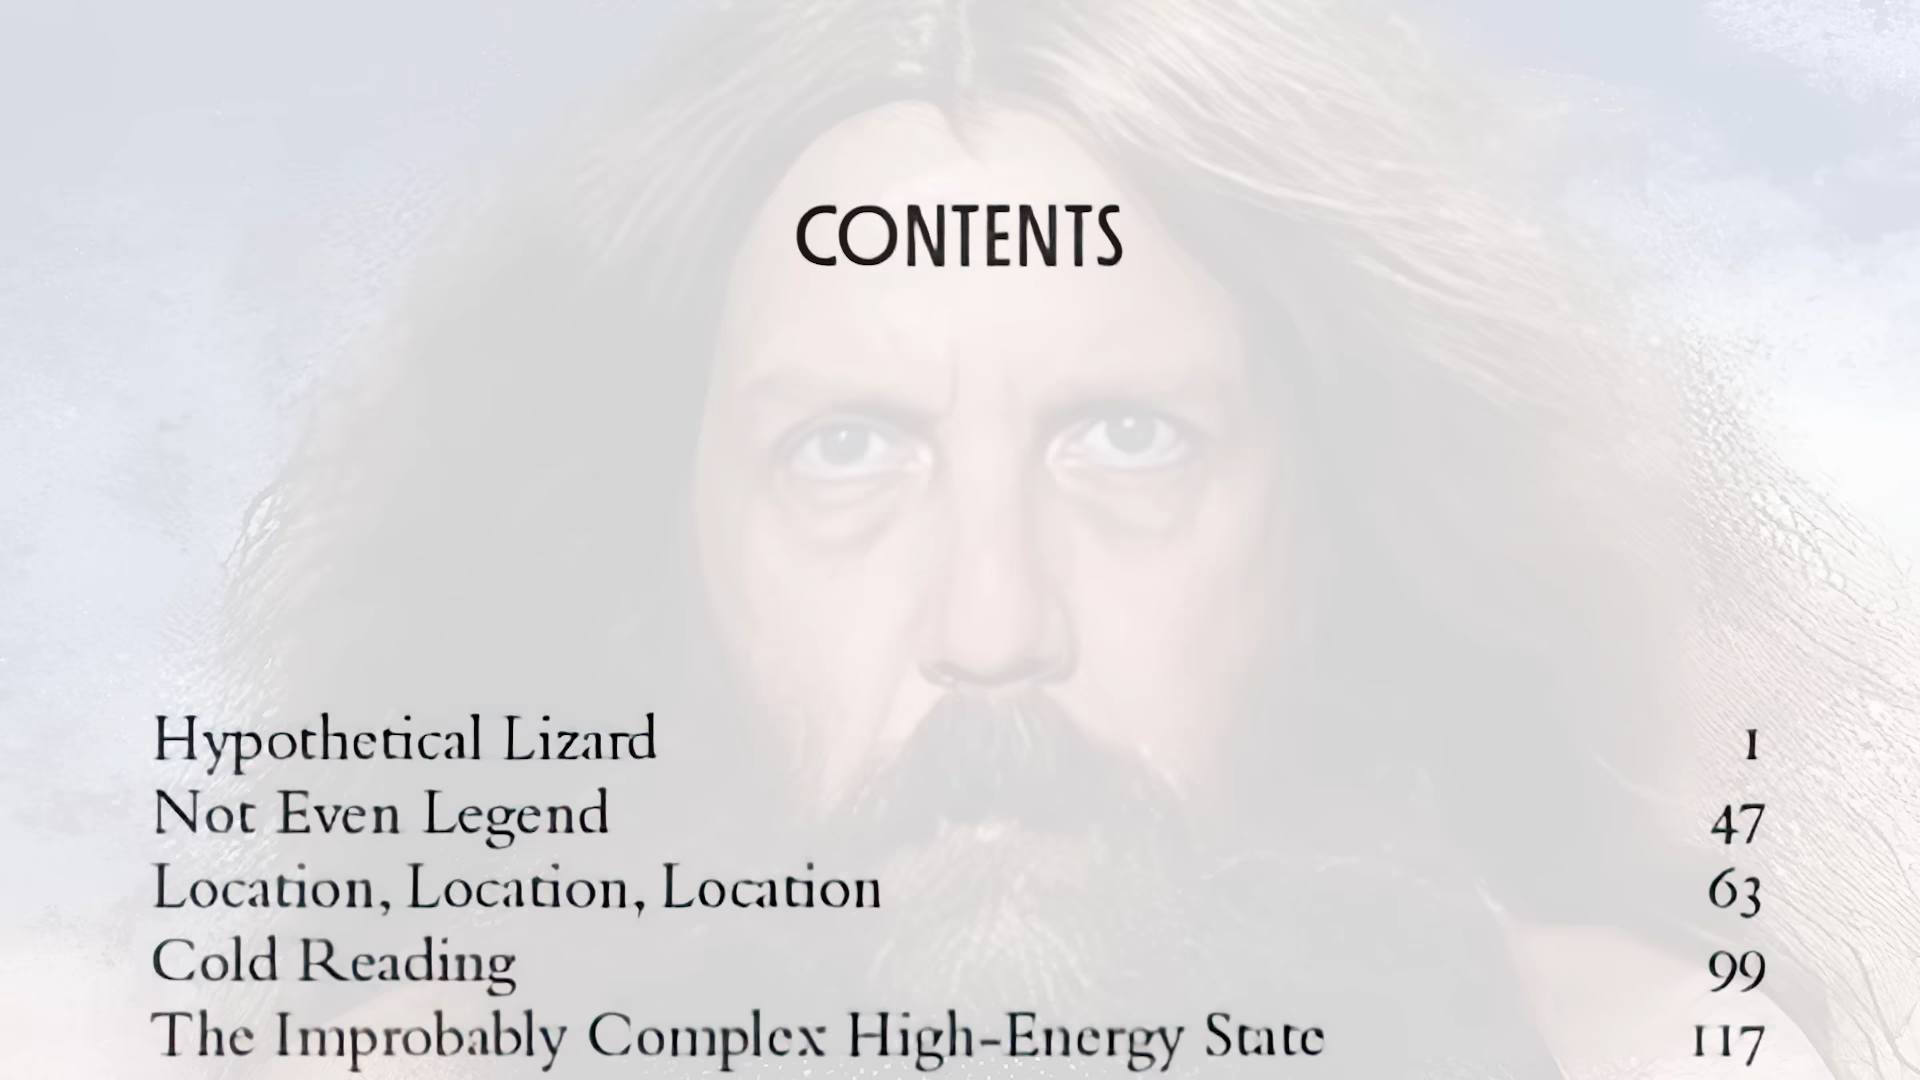 CONTENTS
Hypothetical Lizard 1
Not Even Legend 47
Location, Location, Location 63
Cold Reading 99
The Improbably Complex High-Energy State 117